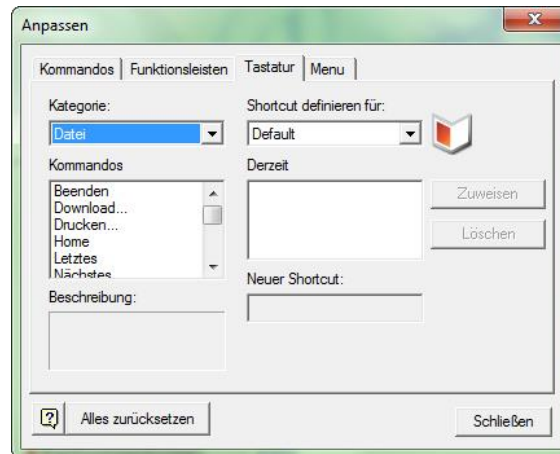 Anpassen
Kommandos Funktionsleisten Tastatur Menu
Kategorie:
Datei
Kommandos
Beenden
Download...
Drucken...
Home
Letztes
Nächstes
Beschreibung:
Shortcut definieren für:
Default
Derzeit
Zuweisen
Löschen
Neuer Shortcut:
Alles zurücksetzen
Schließen